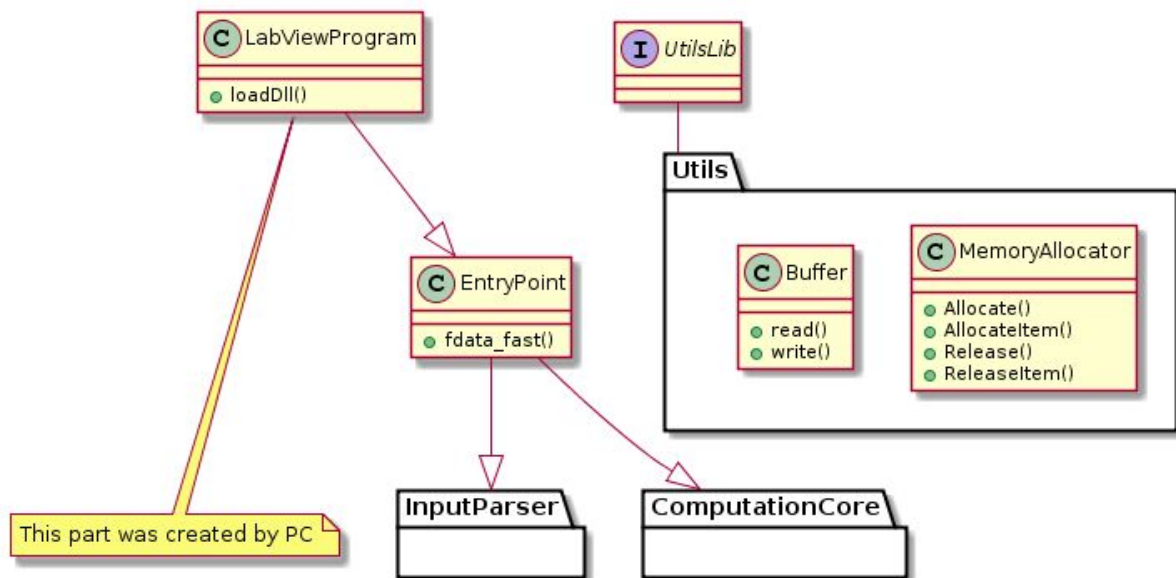 C LabViewProgram
loadDll()
I UtilsLib
Utils
C Buffer
read()
write()
C MemoryAllocator
Allocate()
AllocateItem()
Release()
ReleaseItem()
C EntryPoint
fdata_fast()
This part was created by PC
InputParser
ComputationCore